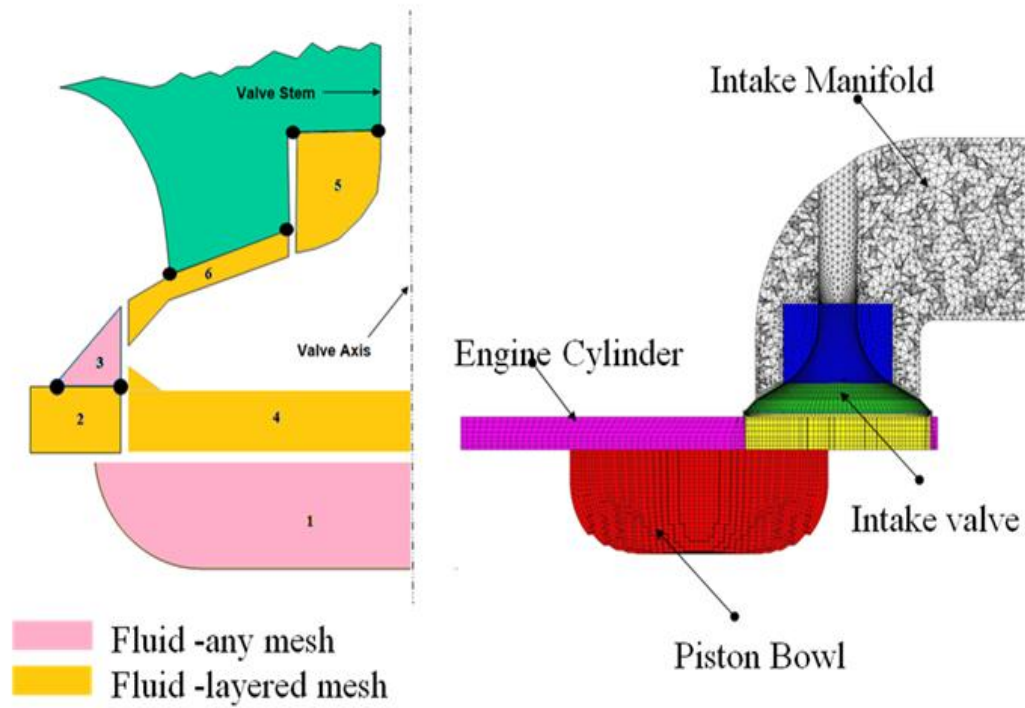 Valve Stem
5
6
3
Valve Axis
2
4
1
Fluid -any mesh
Fluid -layered mesh
Intake Manifold
Engine Cylinder
Intake valve
Piston Bowl